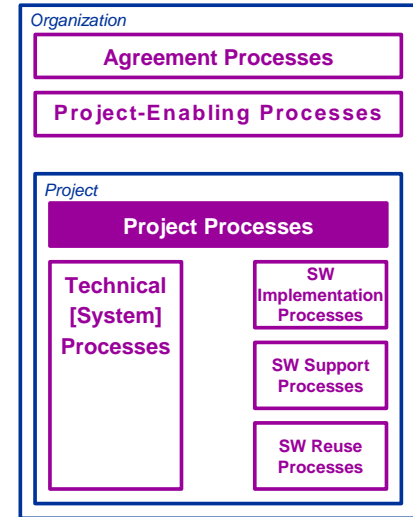 Organization
Agreement Processes
Project-Enabling Processes
Project
Project Processes
Technical
[System]
Processes
SW
Implementation
Processes
SW Support
Processes
SW Reuse
Processes